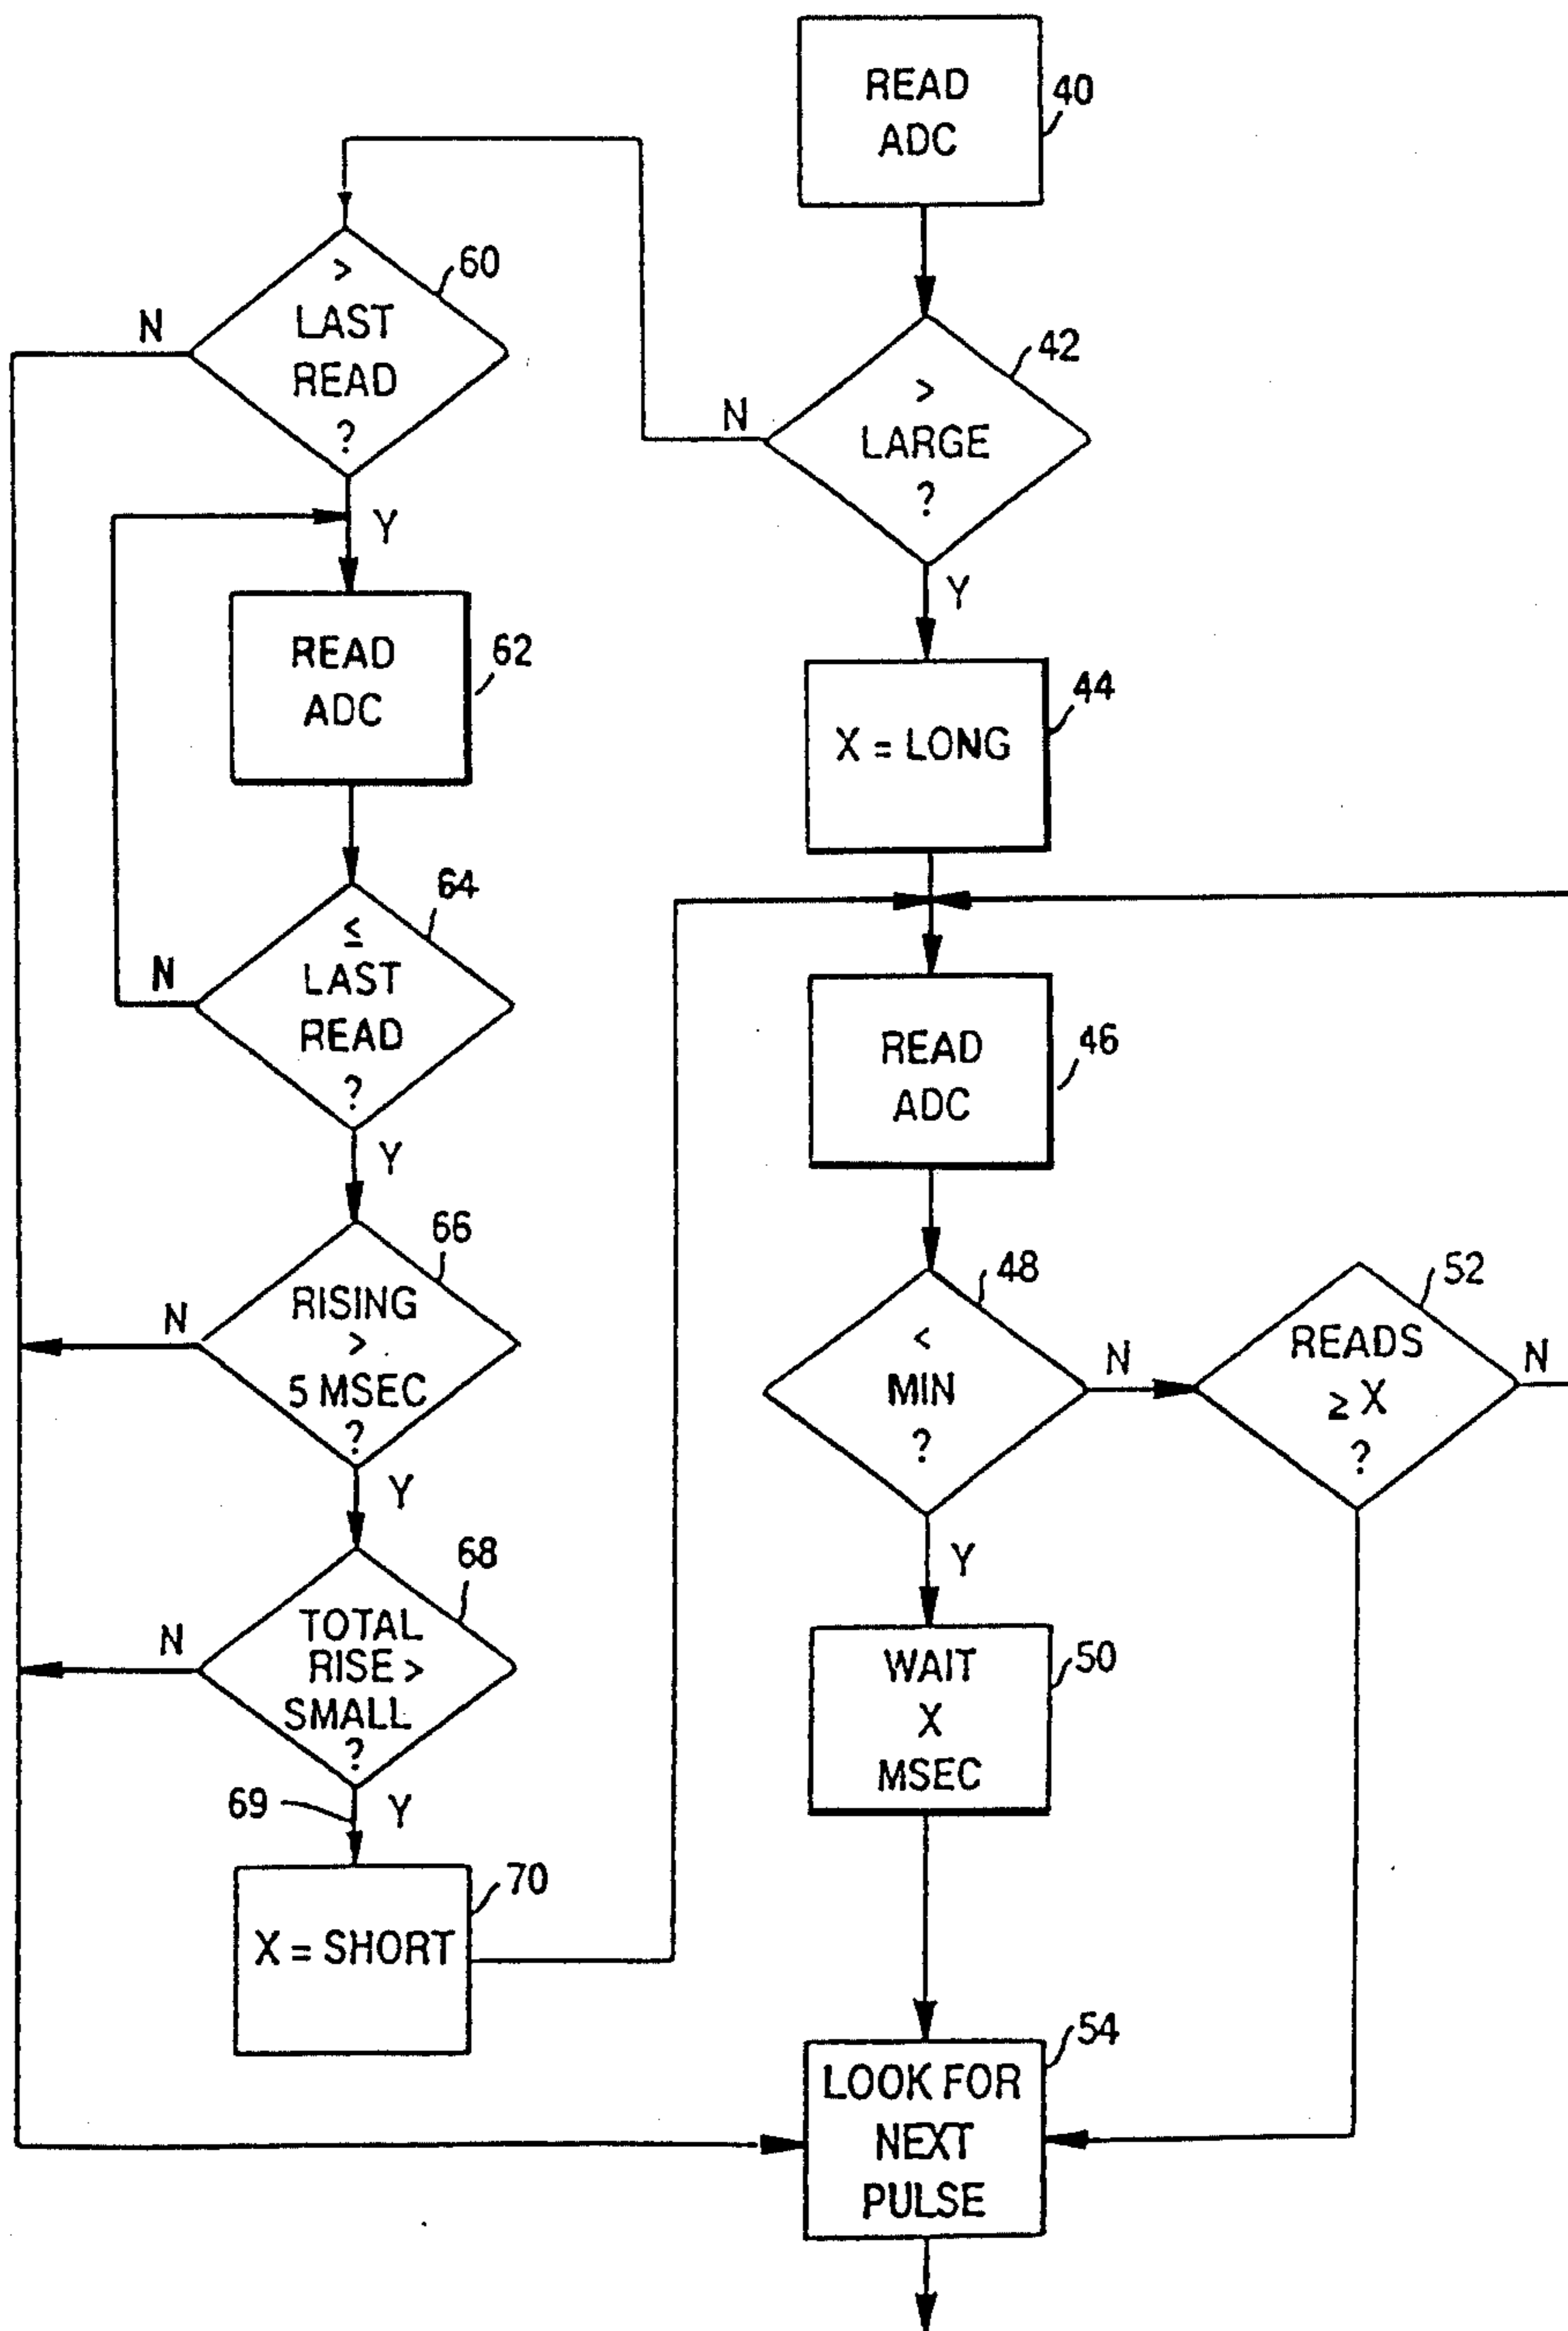 READ
ADC
40
>
LARGE
?
42
N
Y
>
LAST
READ
?
60
N
Y
READ
ADC
62
≤
LAST
READ
?
64
N
Y
RISING
>
5 MSEC
?
66
N
Y
TOTAL
RISE >
SMALL
?
68
N
69
Y
X = SHORT
70
X = LONG
44
READ
ADC
46
<
MIN
?
48
N
Y
READS
≥ X
?
52
N
WAIT
X
MSEC
50
LOOK FOR
NEXT
PULSE
54